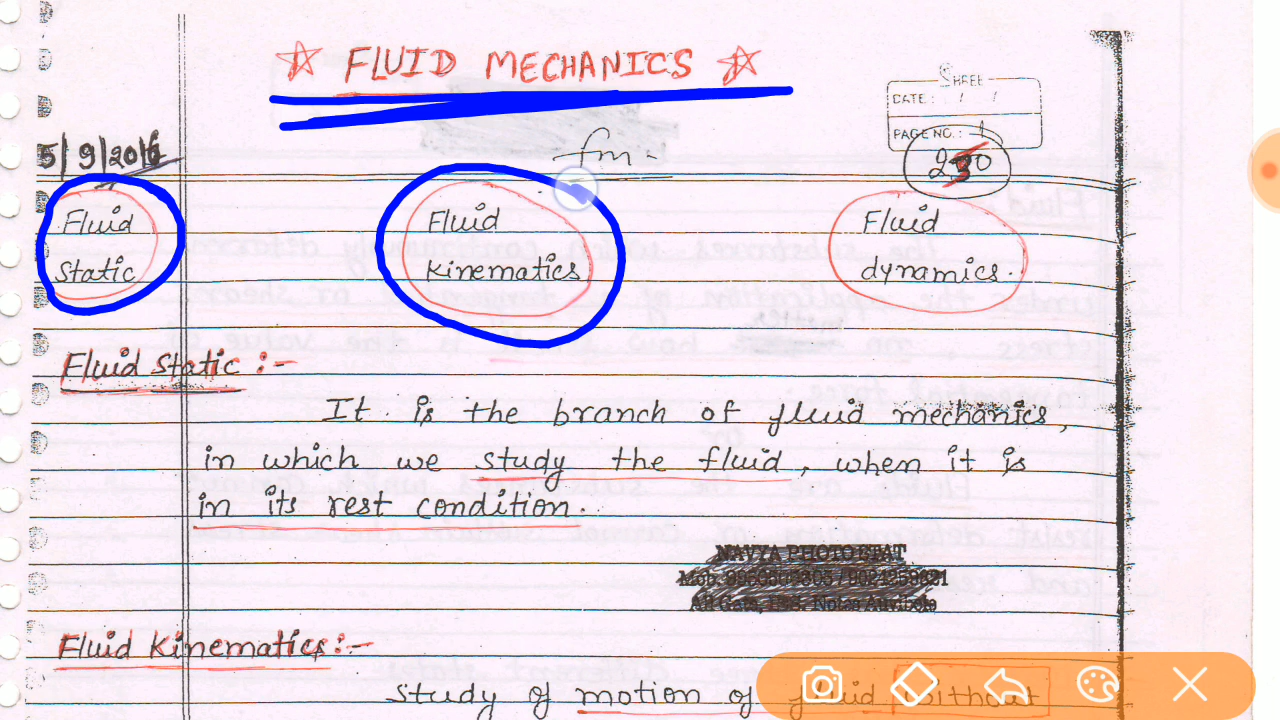 FLUID MECHANICS
SHREE
DATE: / /
PAGE NO.: 1
5/9/2016
fm.
230
Fluid Static
Fluid kinematics
Fluid dynamics.
Fluid static :-
It is the branch of fluid mechanics,
in which we study the fluid, when it is
in its rest condition.
NAVYA PHOTOSTAT
Fluid Kinematics:-
study of motion of fluid without